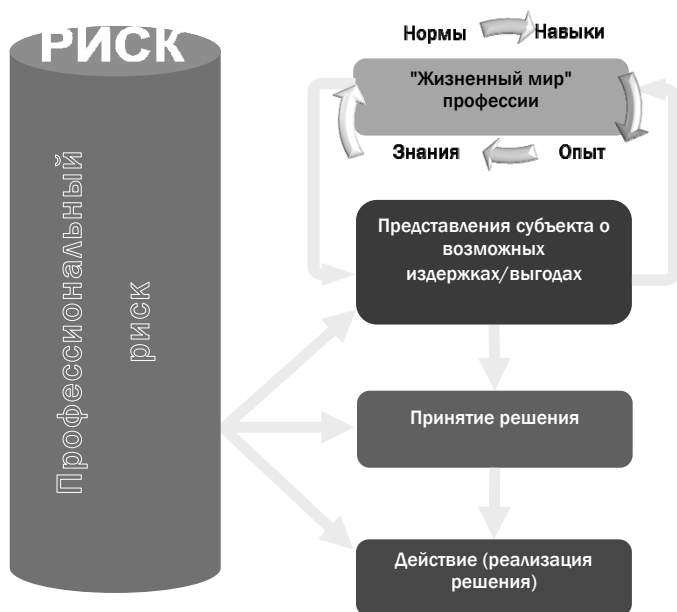 РИСК
Профессиональный
риск
Нормы
Навыки
"Жизненный мир"
профессии
Знания
Опыт
Представления субъекта о
возможных
издержках/выгодах
Принятие решения
Действие (реализация
решения)